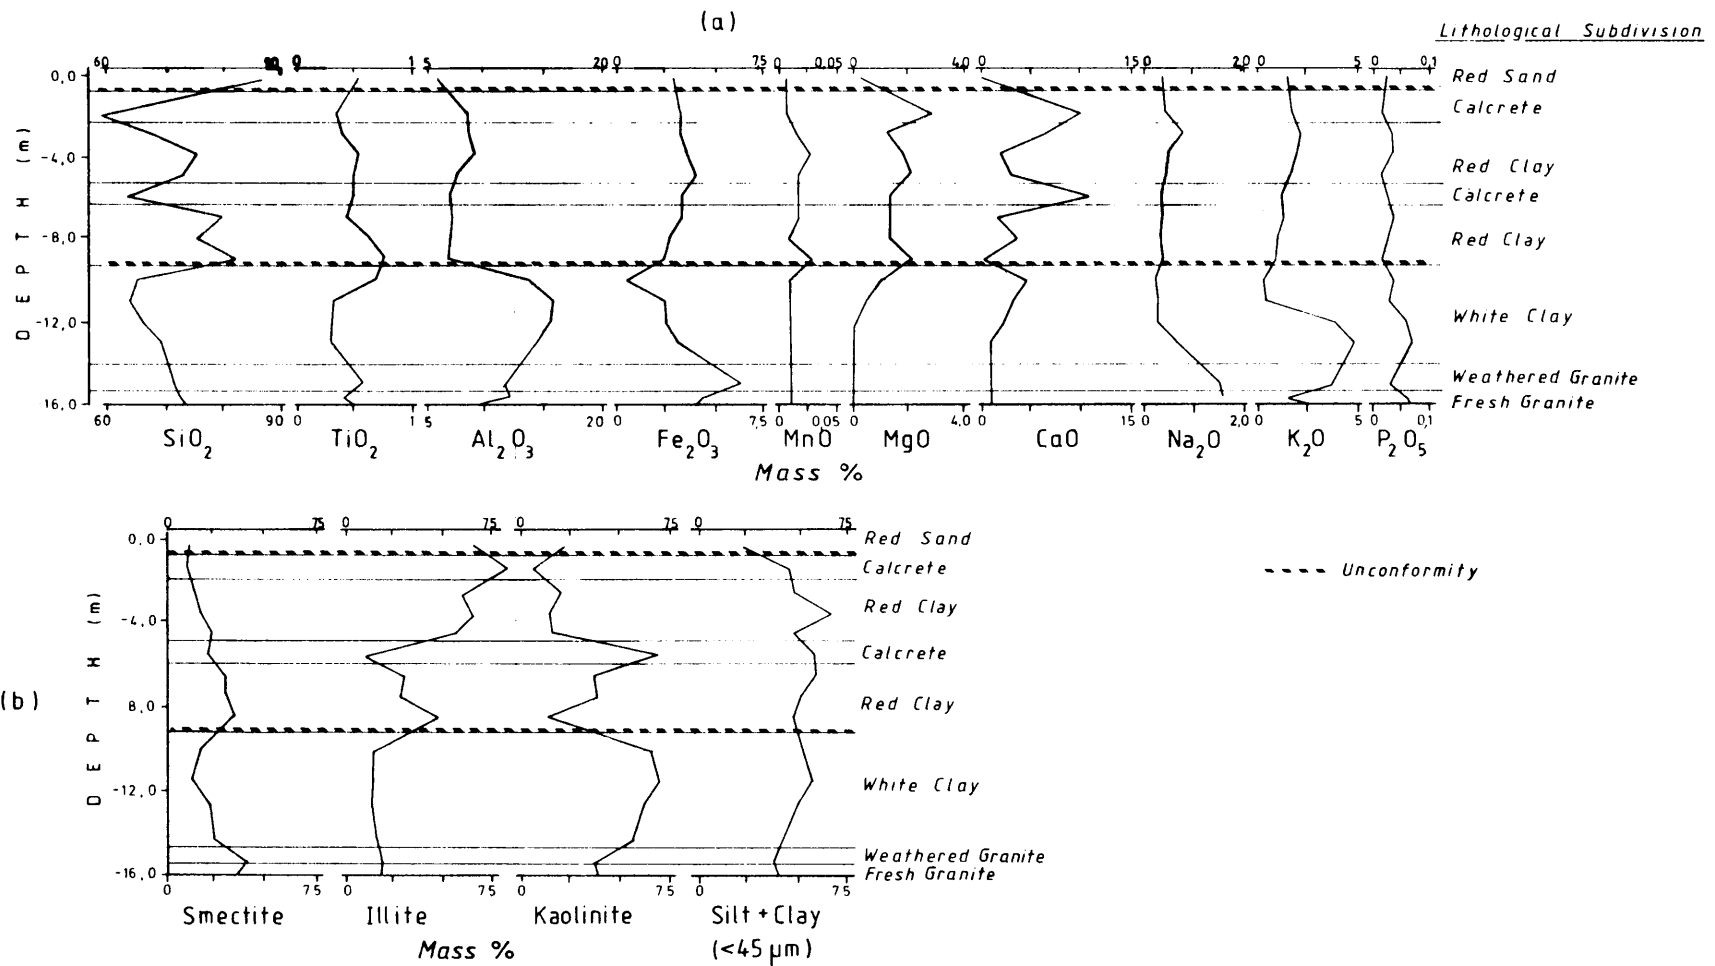 (a)
Lithological Subdivision
60 90 0 1 5 20 0 7,5 0 0.05 0 4,0 0 15 0 2,0 0 5 0 0,1
0,0 Red Sand
Calcrete
-4,0 Red Clay
Calcrete
-8,0 Red Clay
-12,0 White Clay
Weathered Granite
16,0 Fresh Granite
60 90 0 1 5 20 0 7,5 0 0,05 0 4,0 0 15 0 2,0 0 5 0 0,1
SiO2 TiO2 Al2O3 Fe2O3 MnO MgO CaO Na2O K2O P2O5
Mass %
DEPTH (m)
(b)
0 75 0 75 0 75 0 75
0,0 Red Sand
Calcrete
---- Unconformity
-4,0 Red Clay
Calcrete
8,0 Red Clay
-12,0 White Clay
Weathered Granite
-16,0 Fresh Granite
0 75 0 75 0 75 0 75
Smectite Illite Kaolinite Silt + Clay
Mass % (<45 µm)
DEPTH (m)